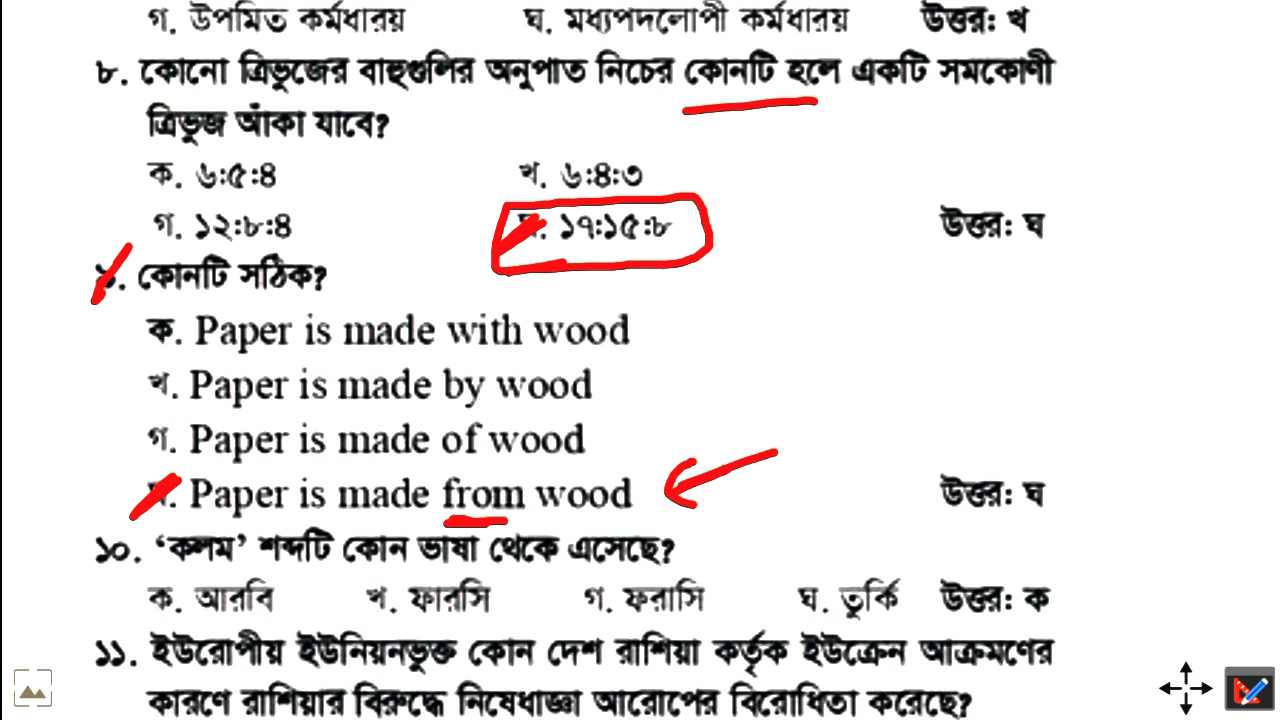 গ. উপমিত কর্মধারয় ঘ. মধ্যপদলোপী কর্মধারয় উত্তর: খ
৮. কোনো ত্রিভুজের বাহুগুলির অনুপাত নিচের কোনটি হলে একটি সমকোণী
ত্রিভুজ আঁকা যাবে?
ক. ৬:৫:৪ খ. ৬:৪:৩
গ. ১২:৮:৪ ঘ. ১৭:১৫:৮ উত্তর: ঘ
৯. কোনটি সঠিক?
ক. Paper is made with wood
খ. Paper is made by wood
গ. Paper is made of wood
ঘ. Paper is made from wood উত্তর: ঘ
১০. ‘কলম’ শব্দটি কোন ভাষা থেকে এসেছে?
ক. আরবি খ. ফারসি গ. ফরাসি ঘ. তুর্কি উত্তর: ক
১১. ইউরোপীয় ইউনিয়নভুক্ত কোন দেশ রাশিয়া কর্তৃক ইউক্রেন আক্রমণের
কারণে রাশিয়ার বিরুদ্ধে নিষেধাজ্ঞা আরোপের বিরোধিতা করেছে?